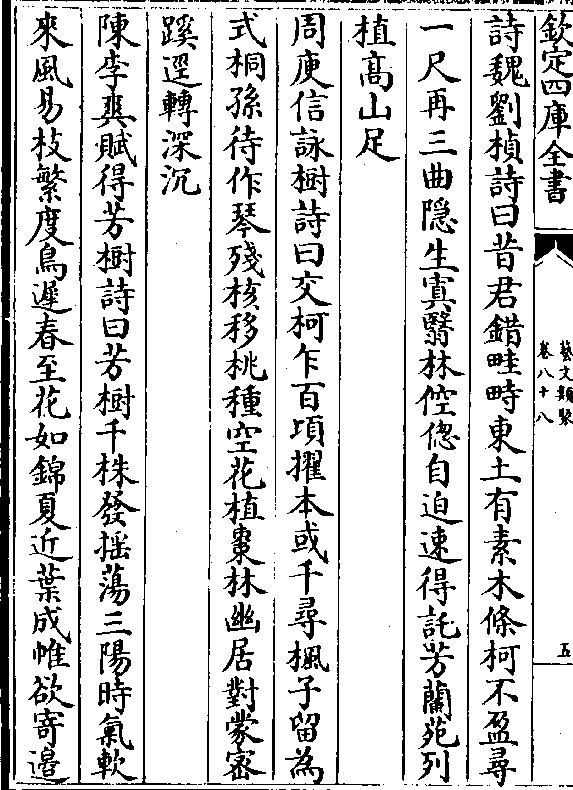 欽定四庫全書
藝文類聚
卷八十八
五
詩魏劉楨詩曰昔君錯畦畤東土有素木條柯不盈尋
一尺再三曲隱生寘翳林倥偬自迫速得託芳蘭苑列
植髙山足
周庾信詠樹詩曰交柯乍百頃擢本或千尋楓子留為
式桐孫待作琴殘核移桃種空花植棗林幽居對蒙宻
蹊逕轉深沉
陳李爽賦得芳樹詩曰芳樹千株發摇蕩三陽時氣軟
來風易枝繁度鳥遲春至花如錦夏近葉成帷欲寄邉